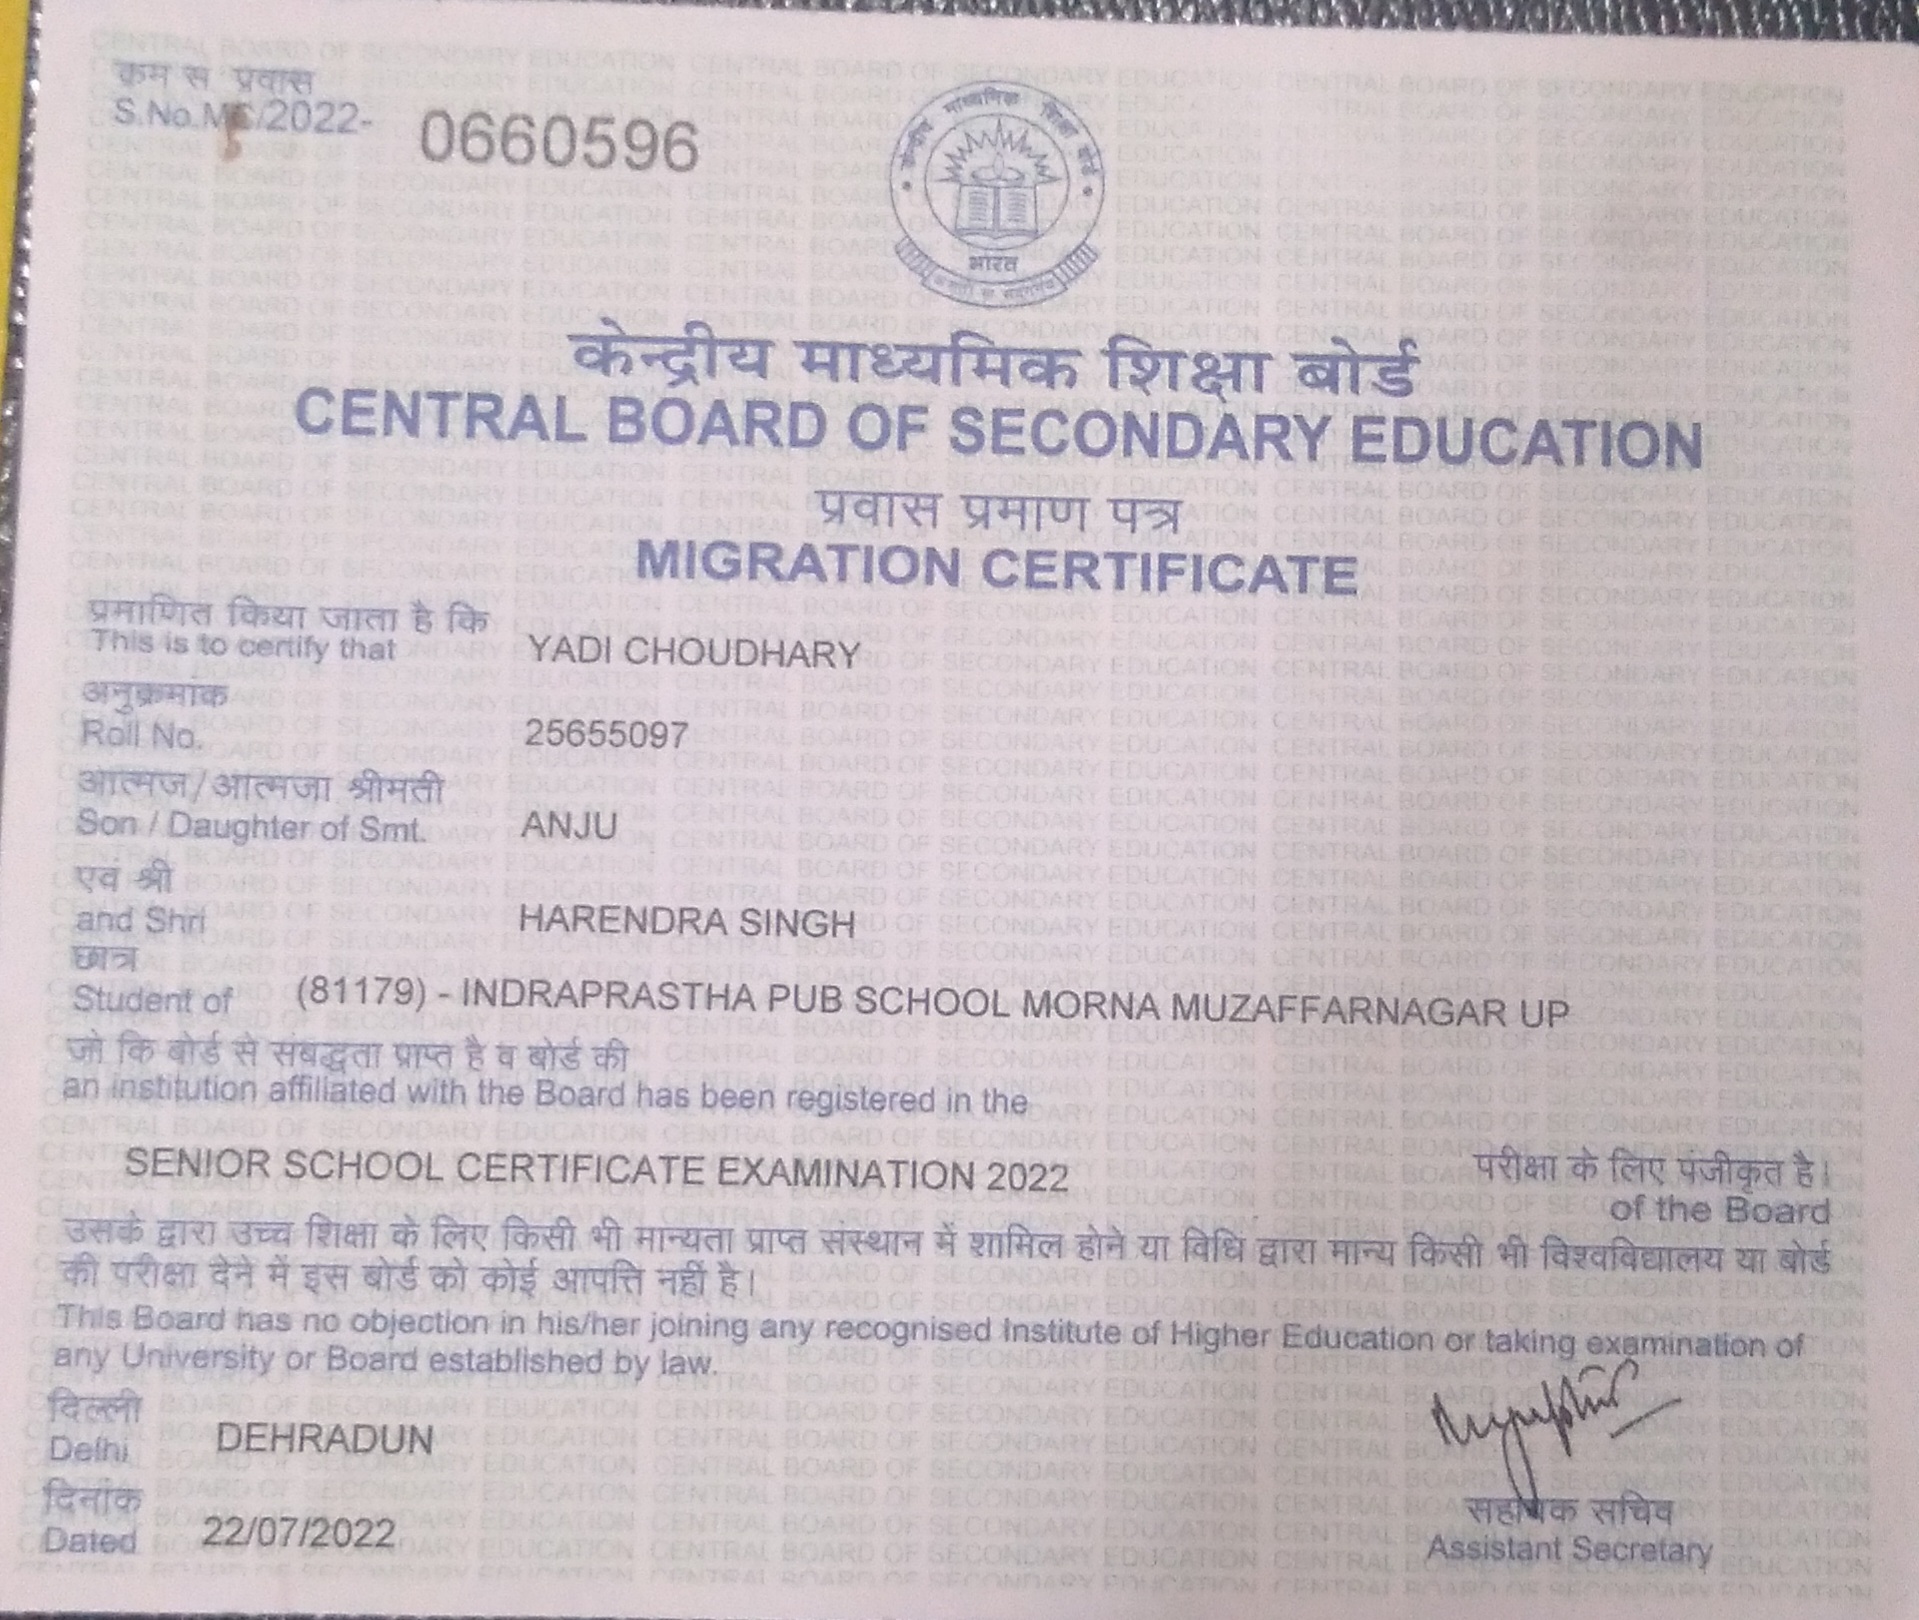 क्रम स प्रवास
S.No.MC/2022- 0660596
केन्द्रीय माध्यमिक शिक्षा बोर्ड
भारत
केन्द्रीय माध्यमिक शिक्षा बोर्ड
CENTRAL BOARD OF SECONDARY EDUCATION
प्रवास प्रमाण पत्र
MIGRATION CERTIFICATE
प्रमाणित किया जाता है कि
This is to certify that YADI CHOUDHARY
अनुक्रमाक
Roll No. 25655097
आत्मज/आत्मजा श्रीमती
Son / Daughter of Smt. ANJU
एवं श्री
and Shri HARENDRA SINGH
छात्र
Student of (81179) - INDRAPRASTHA PUB SCHOOL MORNA MUZAFFARNAGAR UP
जो कि बोर्ड से संबद्धता प्राप्त है व बोर्ड की
an institution affiliated with the Board has been registered in the
SENIOR SCHOOL CERTIFICATE EXAMINATION 2022 परीक्षा के लिए पंजीकृत है।
of the Board
उसके द्वारा उच्च शिक्षा के लिए किसी भी मान्यता प्राप्त संस्थान में शामिल होने या विधि द्वारा मान्य किसी भी विश्वविद्यालय या बोर्ड
की परीक्षा देने में इस बोर्ड को कोई आपत्ति नहीं है।
This Board has no objection in his/her joining any recognised Institute of Higher Education or taking examination of
any University or Board established by law.
दिल्ली
Delhi DEHRADUN
दिनांक
Dated 22/07/2022
सहायक सचिव
Assistant Secretary